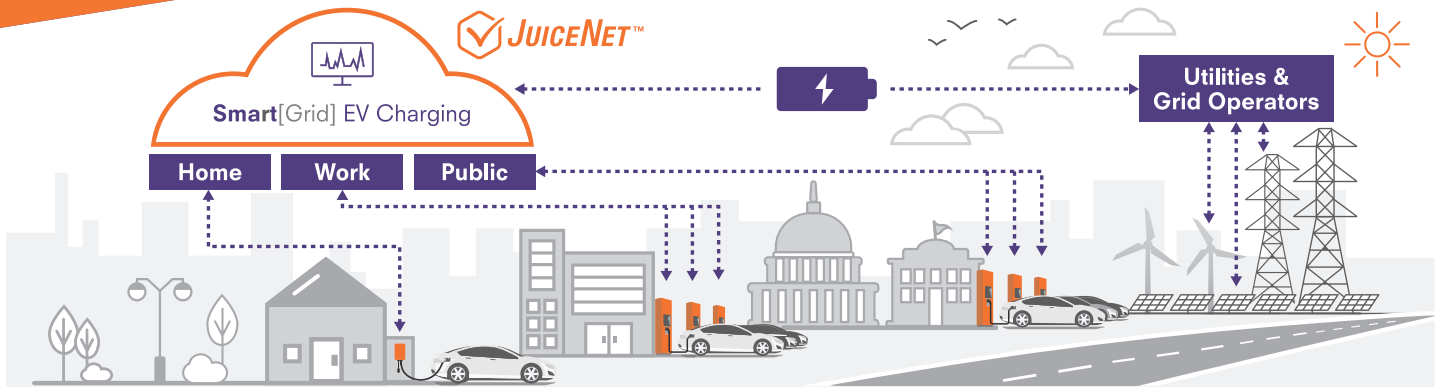 JUICENET™
Smart[Grid] EV Charging
Home
Work
Public
Utilities &
Grid Operators